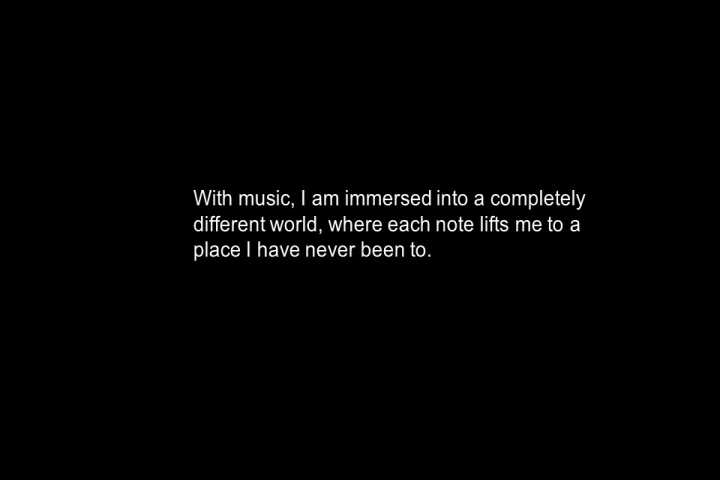 With music, I am immersed into a completely
different world, where each note lifts me to a
place I have never been to.